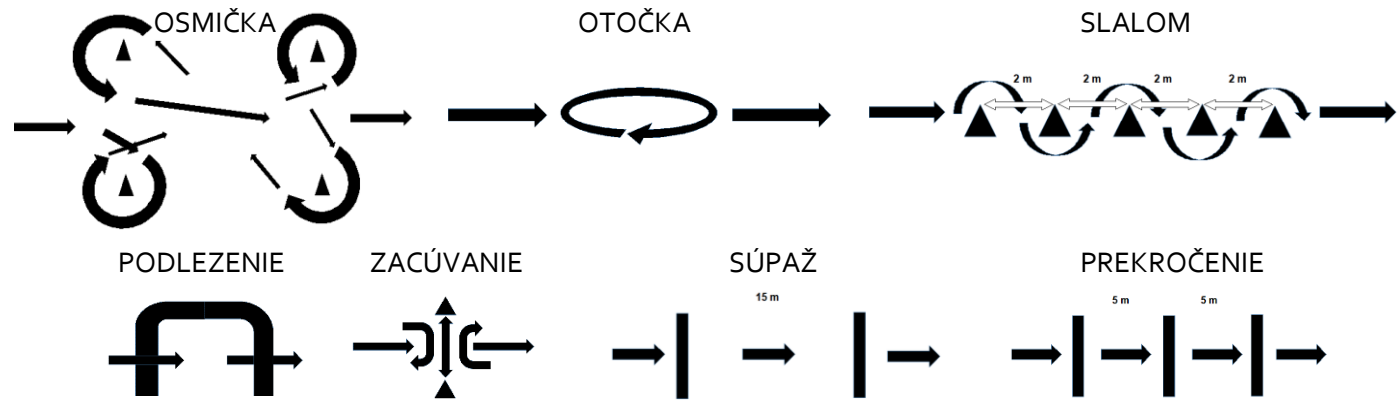 OSMIČKA
OTOČKA
SLALOM
2 m 2 m 2 m 2 m
PODLEZENIE
ZACÚVANIE
SÚPAŽ
PREKROČENIE
15 m
5 m 5 m